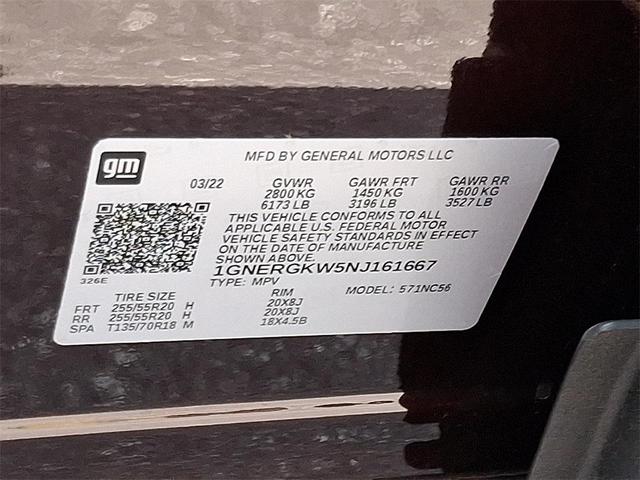 gm
MFD BY GENERAL MOTORS LLC
03/22 GVWR GAWR FRT GAWR RR
2800 KG 1450 KG 1600 KG
6173 LB 3196 LB 3527 LB
THIS VEHICLE CONFORMS TO ALL
APPLICABLE U.S. FEDERAL MOTOR
VEHICLE SAFETY STANDARDS IN EFFECT
ON THE DATE OF MANUFACTURE
SHOWN ABOVE.
326E
1GNERGKW5NJ161667
TYPE: MPV MODEL: 571NC56
TIRE SIZE RIM
FRT 255/55R20 H 20X8J
RR 255/55R20 H 20X8J
SPA T135/70R18 M 18X4.5B